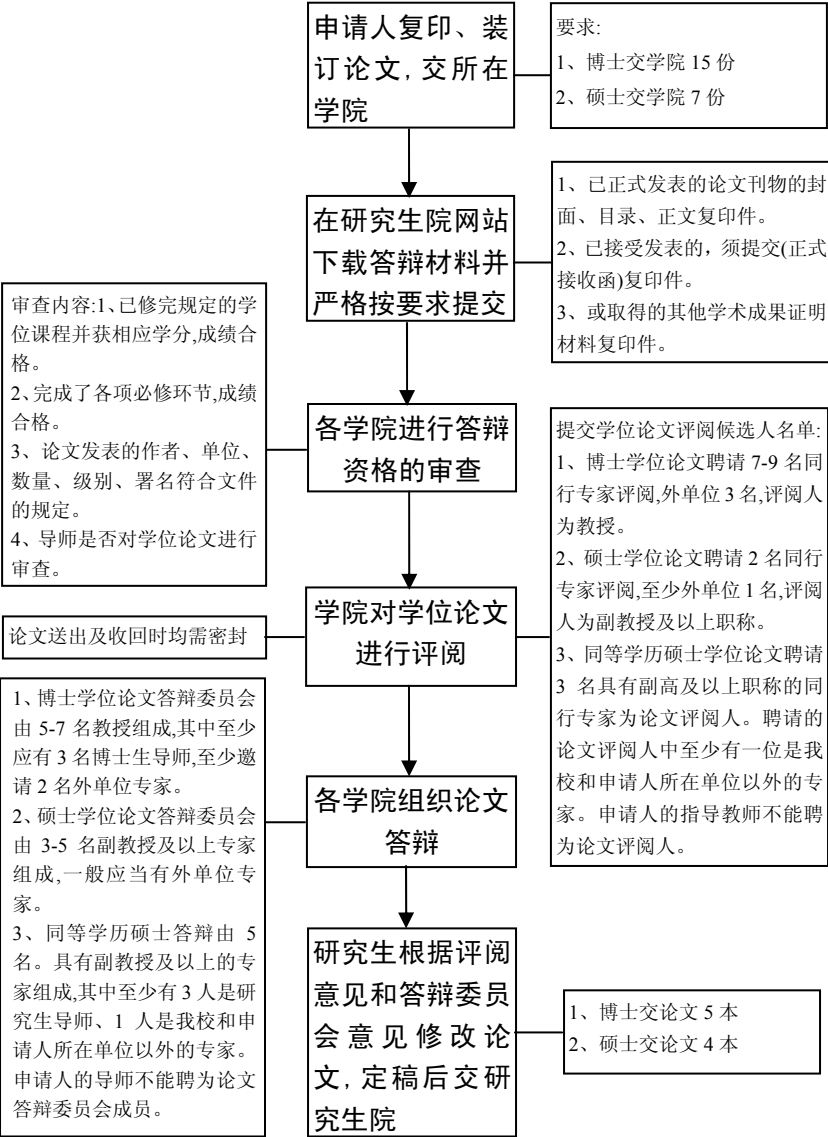 申请人复印、装
订论文,交所在
学院
要求:
1、博士交学院 15 份
2、硕士交学院 7 份
在研究生院网站
下载答辩材料并
严格按要求提交
1、已正式发表的论文刊物的封
面、目录、正文复印件。
2、已接受发表的，须提交(正式
接收函)复印件。
3、或取得的其他学术成果证明
材料复印件。
审查内容:1、已修完规定的学
位课程并获相应学分,成绩合
格。
2、完成了各项必修环节,成绩
合格。
3、论文发表的作者、单位、
数量、级别、署名符合文件
的规定。
4、导师是否对学位论文进行
审查。
各学院进行答辩
资格的审查
提交学位论文评阅候选人名单:
1、博士学位论文聘请 7-9 名同
行专家评阅,外单位 3 名,评阅人
为教授。
2、硕士学位论文聘请 2 名同行
专家评阅,至少外单位 1 名,评阅
人为副教授及以上职称。
3、同等学历硕士学位论文聘请
3 名具有副高及以上职称的同
行专家为论文评阅人。聘请的
论文评阅人中至少有一位是我
校和申请人所在单位以外的专
家。申请人的指导教师不能聘
为论文评阅人。
论文送出及收回时均需密封
学院对学位论文
进行评阅
1、博士学位论文答辩委员会
由 5-7 名教授组成,其中至少
应有 3 名博士生导师,至少邀
请 2 名外单位专家。
2、硕士学位论文答辩委员会
由 3-5 名副教授及以上专家
组成,一般应当有外单位专
家。
3、同等学历硕士答辩由 5
名。具有副教授及以上的专
家组成,其中至少有 3 人是研
究生导师、1 人是我校和申
请人所在单位以外的专家。
申请人的导师不能聘为论文
答辩委员会成员。
各学院组织论文
答辩
研究生根据评阅
意见和答辩委员
会意见修改论
文,定稿后交研
究生院
1、博士交论文 5 本
2、硕士交论文 4 本